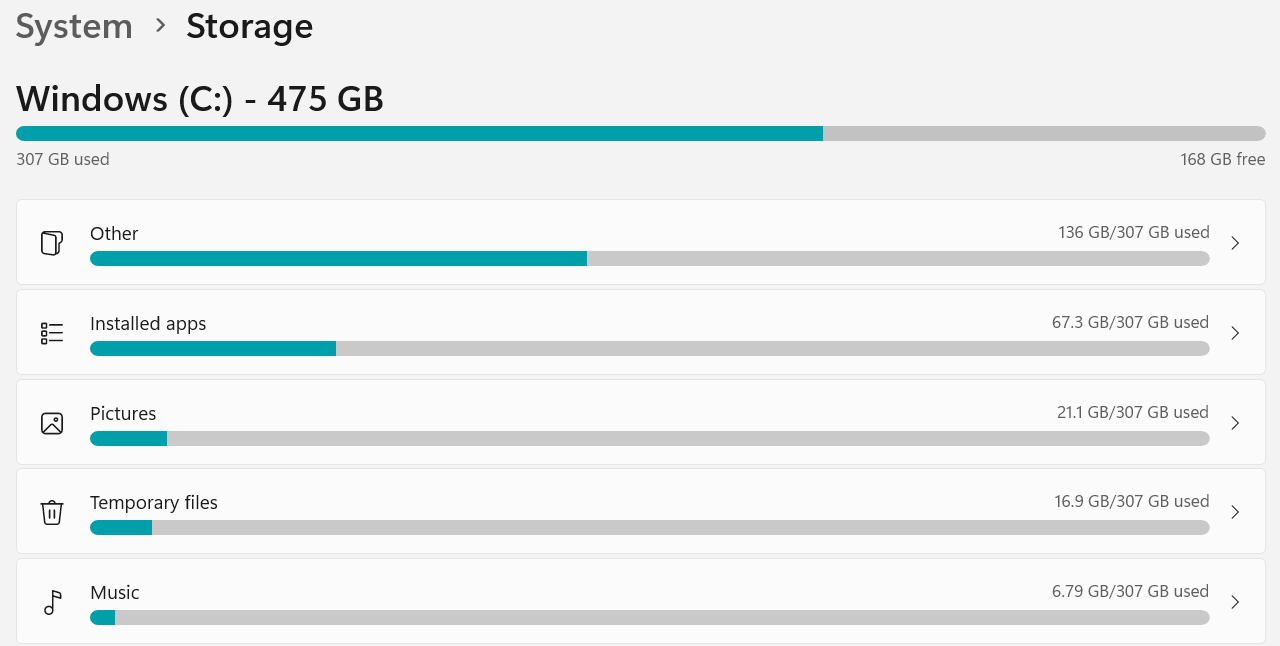 System > Storage
Windows (C:) - 475 GB
307 GB used 168 GB free
Other 136 GB/307 GB used
Installed apps 67.3 GB/307 GB used
Pictures 21.1 GB/307 GB used
Temporary files 16.9 GB/307 GB used
Music 6.79 GB/307 GB used